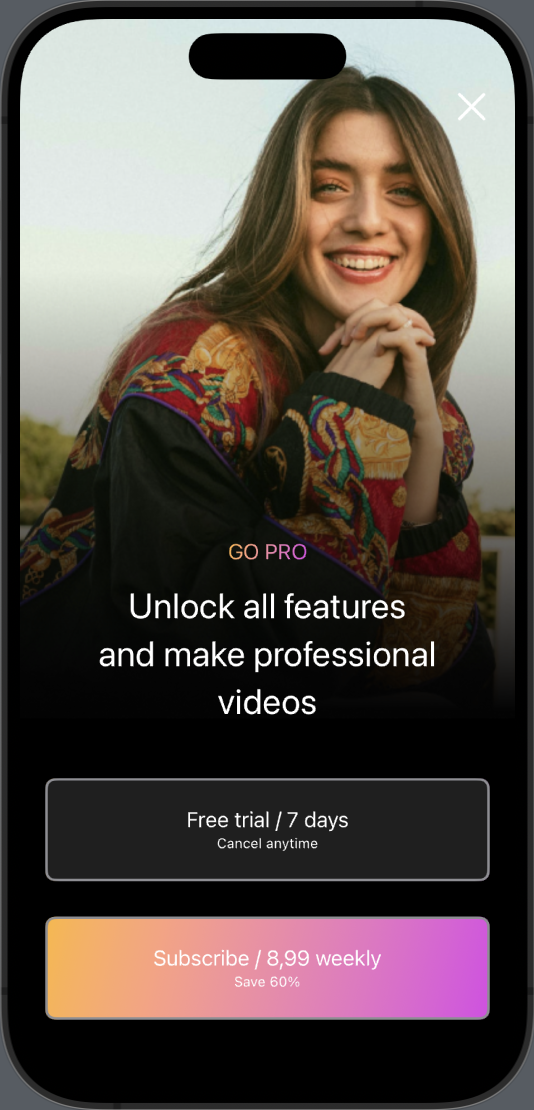 GO PRO
Unlock all features
and make professional
videos
Free trial / 7 days
Cancel anytime
Subscribe / 8,99 weekly
Save 60%